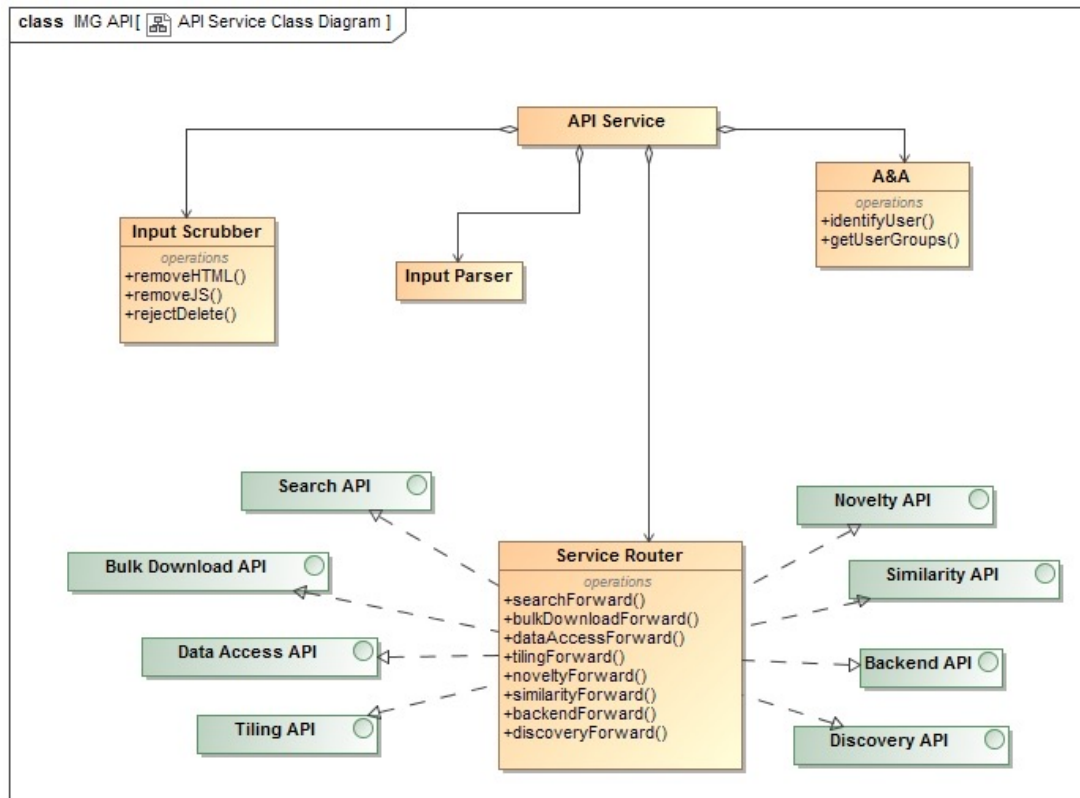 class IMG API[ API Service Class Diagram ]
API Service
A&A
operations
+identifyUser()
+getUserGroups()
Input Scrubber
operations
+removeHTML()
+removeJS()
+rejectDelete()
Input Parser
Search API
Novelty API
Bulk Download API
Similarity API
Data Access API
Backend API
Tiling API
Discovery API
Service Router
operations
+searchForward()
+bulkDownloadForward()
+dataAccessForward()
+tilingForward()
+noveltyForward()
+similarityForward()
+backendForward()
+discoveryForward()